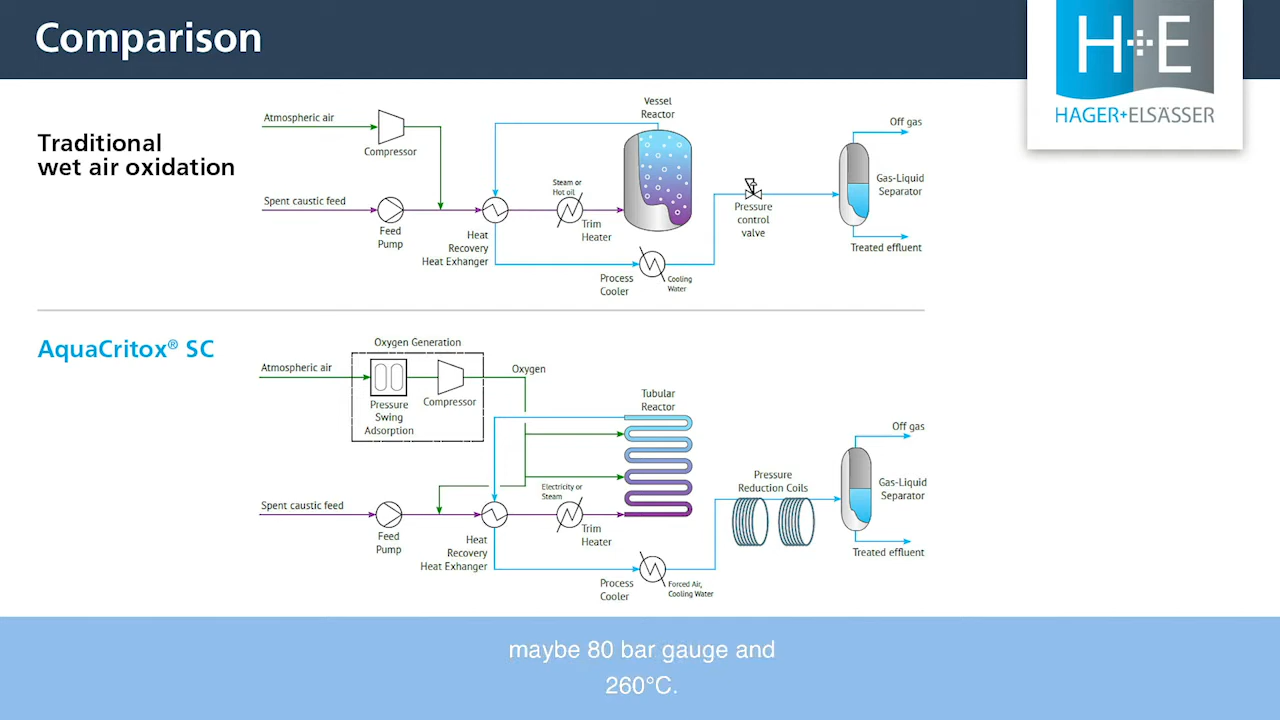 Comparison
H+E
HAGER+ELSÄSSER
Traditional
wet air oxidation
Atmospheric air
Compressor
Spent caustic feed
Feed
Pump
Heat
Recovery
Heat Exhanger
Steam or
Hot oil
Trim
Heater
Vessel
Reactor
Process
Cooler
Cooling
Water
Pressure
control
valve
Off gas
Gas-Liquid
Separator
Treated effluent
AquaCritox® SC
Oxygen Generation
Atmospheric air
Pressure
Swing
Adsorption
Compressor
Oxygen
Spent caustic feed
Feed
Pump
Heat
Recovery
Heat Exhanger
Electricity or
Steam
Trim
Heater
Tubular
Reactor
Process
Cooler
Forced Air,
Cooling Water
Pressure
Reduction Coils
Off gas
Gas-Liquid
Separator
Treated effluent
maybe 80 bar gauge and
260°C.